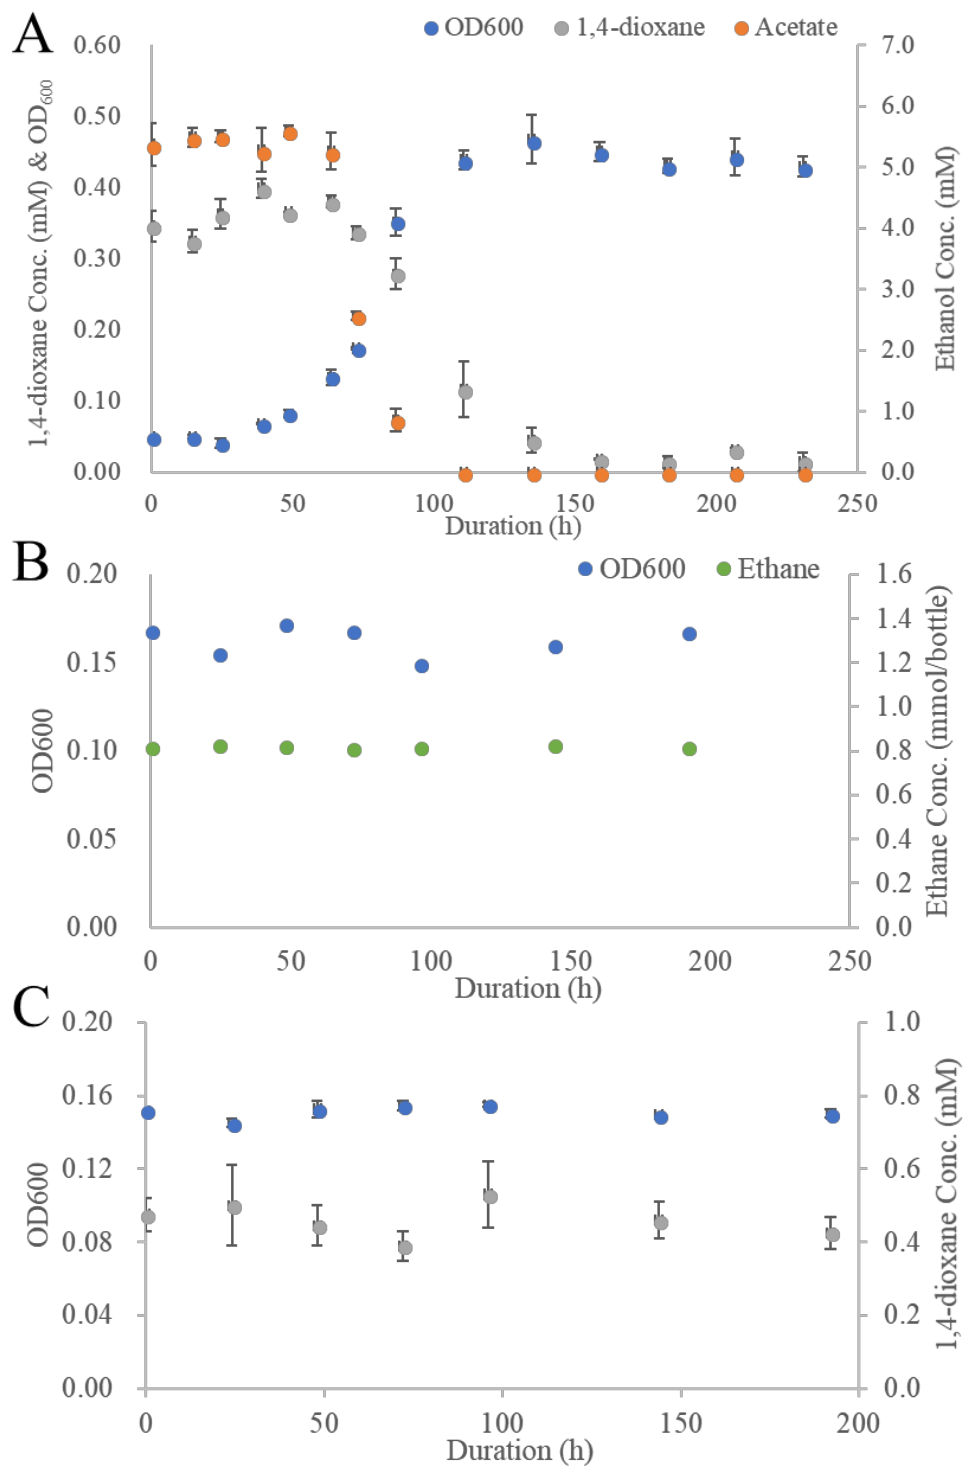 A
OD600 1,4-dioxane Acetate
1,4-dioxane Conc. (mM) & OD600
0.60
0.50
0.40
0.30
0.20
0.10
0.00
7.0
6.0
5.0
4.0
3.0
2.0
1.0
0.0
Ethanol Conc. (mM)
0 50 100 150 200 250
Duration (h)
B
OD600 Ethane
OD600
0.20
0.15
0.10
0.05
0.00
1.6
1.4
1.2
1.0
0.8
0.6
0.4
0.2
0.0
Ethane Conc. (mmol/bottle)
0 50 100 150 200 250
Duration (h)
C
OD600
0.20
0.16
0.12
0.08
0.04
0.00
1.0
0.8
0.6
0.4
0.2
0.0
1,4-dioxane Conc. (mM)
0 50 100 150 200
Duration (h)